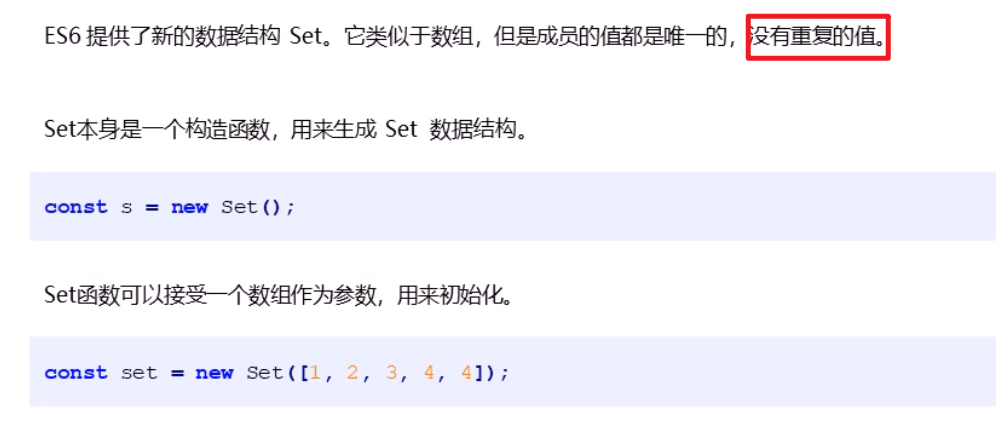 ES6 提供了新的数据结构 Set。它类似于数组，但是成员的值都是唯一的，没有重复的值。
Set本身是一个构造函数，用来生成 Set 数据结构。
const s = new Set();
Set函数可以接受一个数组作为参数，用来初始化。
const set = new Set([1, 2, 3, 4, 4]);